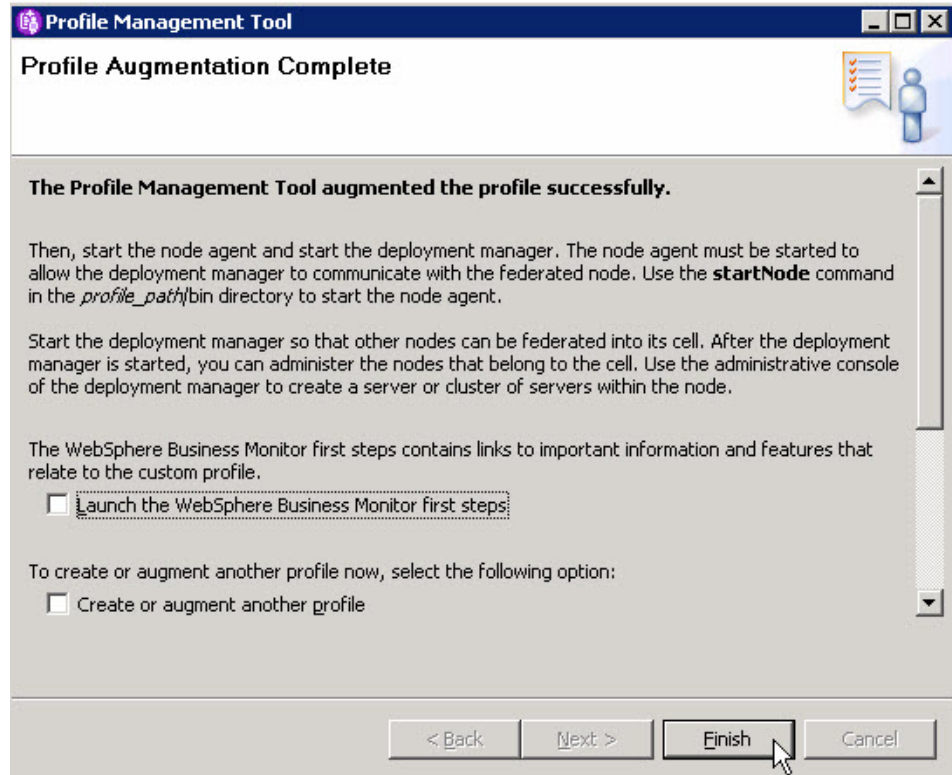 Profile Management Tool
Profile Augmentation Complete
The Profile Management Tool augmented the profile successfully.
Then, start the node agent and start the deployment manager. The node agent must be started to
allow the deployment manager to communicate with the federated node. Use the startNode command
in the profile_path/bin directory to start the node agent.
Start the deployment manager so that other nodes can be federated into its cell. After the deployment
manager is started, you can administer the nodes that belong to the cell. Use the administrative console
of the deployment manager to create a server or cluster of servers within the node.
The WebSphere Business Monitor first steps contains links to important information and features that
relate to the custom profile.
Launch the WebSphere Business Monitor first steps
To create or augment another profile now, select the following option:
Create or augment another profile
< Back Next > Finish Cancel